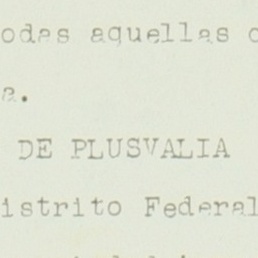 odas aquellas
a.
DE PLUSVALIA
istrito Federal